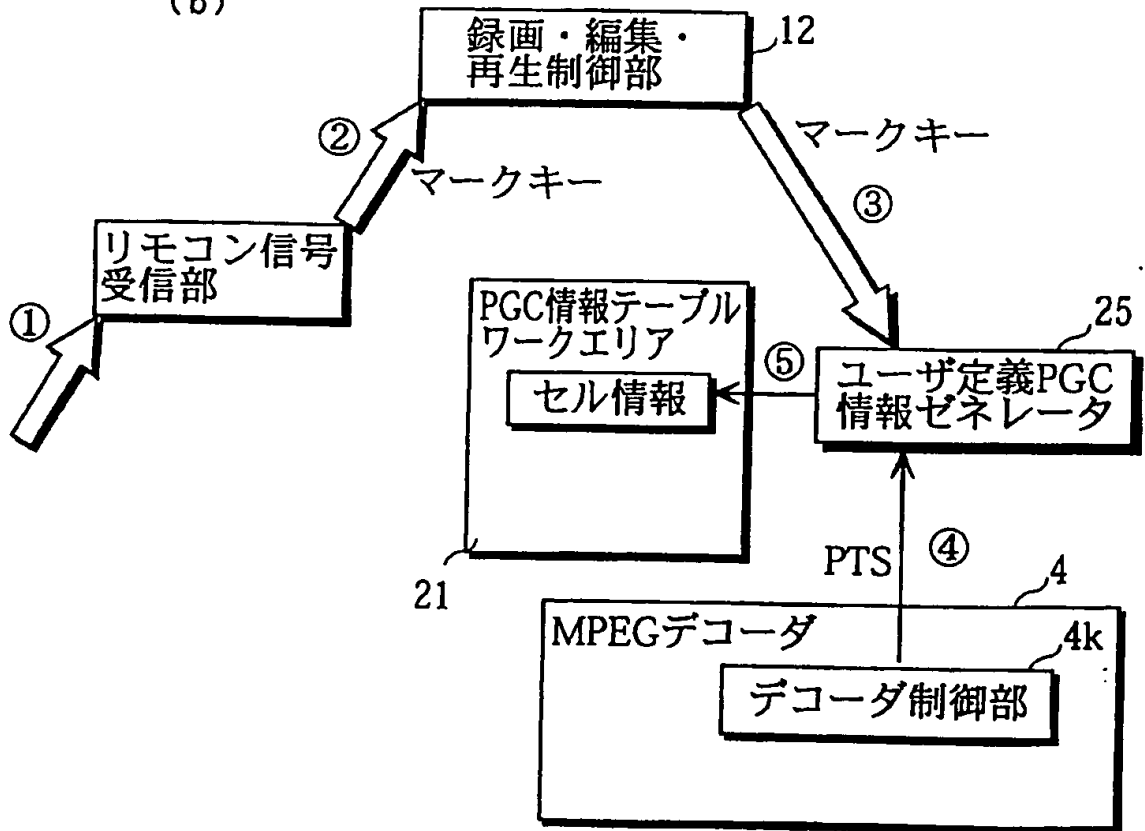 (b)
録画・編集・
再生制御部
12
②
マークキー
マークキー
③
リモコン信号
受信部
①
PGC情報テーブル
ワークエリア
セル情報
⑤
25
ユーザ定義PGC
情報ゼネレータ
21
PTS
④
4
MPEGデコーダ
4k
デコーダ制御部